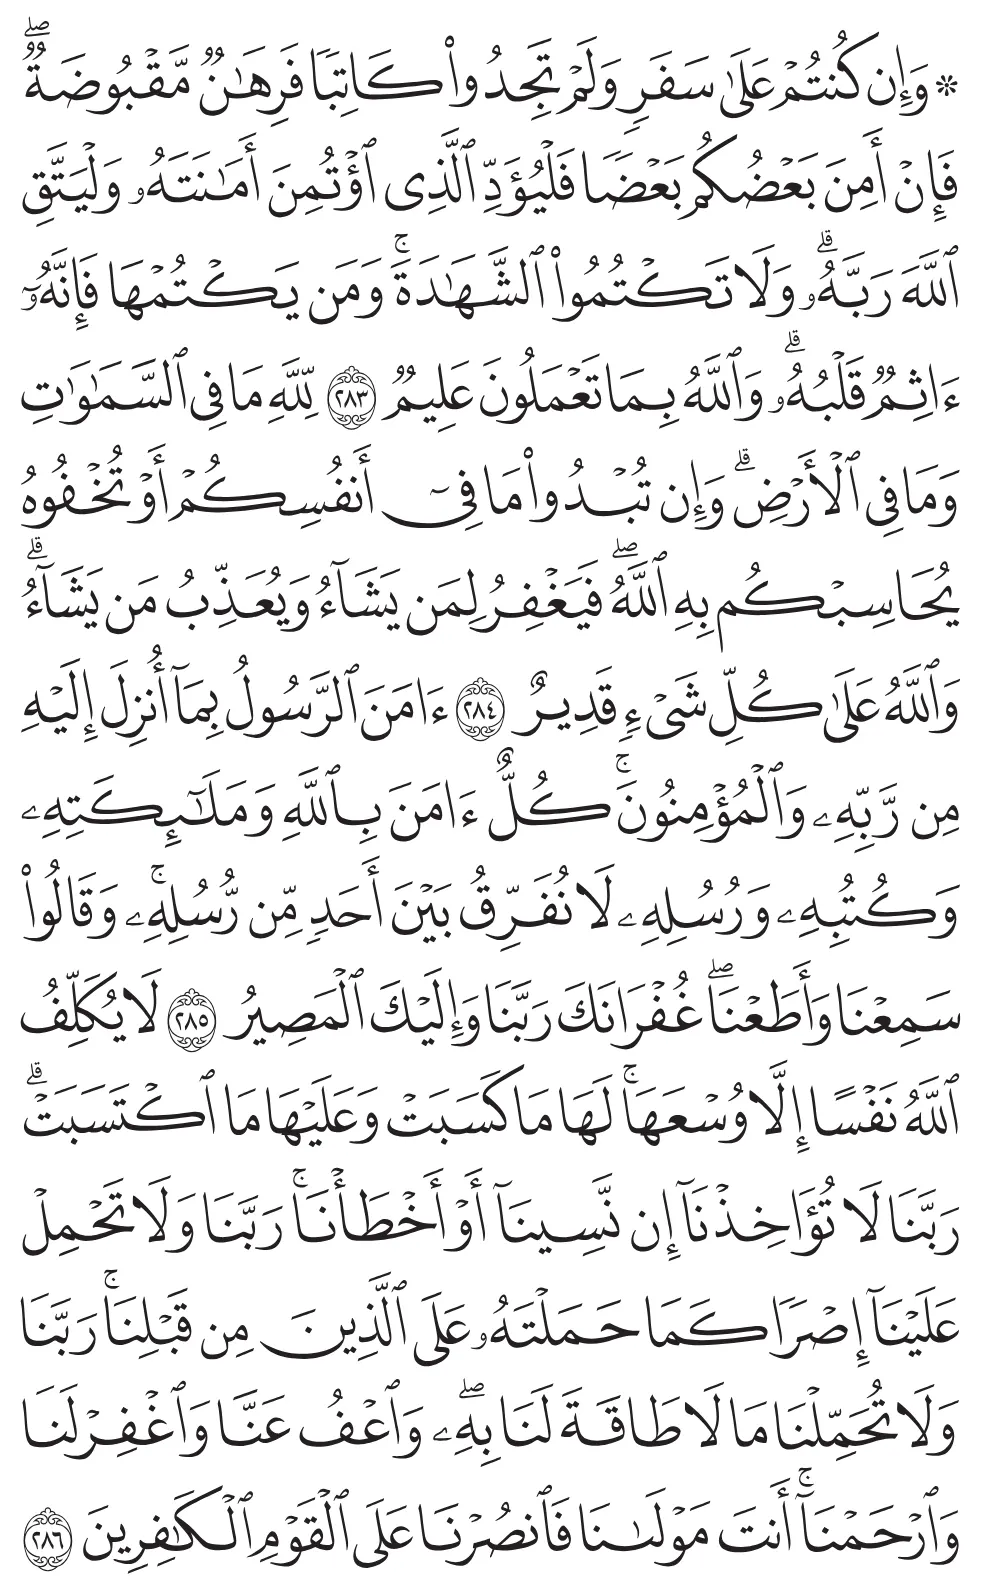 ۞ وَإِن كُنتُمۡ عَلَىٰ سَفَرٖ وَلَمۡ تَجِدُواْ كَاتِبٗا فَرِهَٰنٞ مَّقۡبُوضَةٞۖ
فَإِنۡ أَمِنَ بَعۡضُكُم بَعۡضٗا فَلۡيُؤَدِّ ٱلَّذِي ٱؤۡتُمِنَ أَمَٰنَتَهُۥ وَلۡيَتَّقِ
ٱللَّهَ رَبَّهُۥۗ وَلَا تَكۡتُمُواْ ٱلشَّهَٰدَةَۚ وَمَن يَكۡتُمۡهَا فَإِنَّهُۥٓ
ءَاثِمٞ قَلۡبُهُۥۗ وَٱللَّهُ بِمَا تَعۡمَلُونَ عَلِيمٞ ٢٨٣ لِّلَّهِ مَا فِي ٱلسَّمَٰوَٰتِ
وَمَا فِي ٱلۡأَرۡضِۗ وَإِن تُبۡدُواْ مَا فِيٓ أَنفُسِكُمۡ أَوۡ تُخۡفُوهُ
يُحَاسِبۡكُم بِهِ ٱللَّهُۖ فَيَغۡفِرُ لِمَن يَشَآءُ وَيُعَذِّبُ مَن يَشَآءُۗ
وَٱللَّهُ عَلَىٰ كُلِّ شَيۡءٖ قَدِيرٌ ٢٨٤ ءَامَنَ ٱلرَّسُولُ بِمَآ أُنزِلَ إِلَيۡهِ
مِن رَّبِّهِۦ وَٱلۡمُؤۡمِنُونَۚ كُلٌّ ءَامَنَ بِٱللَّهِ وَمَلَٰٓئِكَتِهِۦ
وَكُتُبِهِۦ وَرُسُلِهِۦ لَا نُفَرِّقُ بَيۡنَ أَحَدٖ مِّن رُّسُلِهِۦۚ وَقَالُواْ
سَمِعۡنَا وَأَطَعۡنَاۖ غُفۡرَانَكَ رَبَّنَا وَإِلَيۡكَ ٱلۡمَصِيرُ ٢٨٥ لَا يُكَلِّفُ
ٱللَّهُ نَفۡسًا إِلَّا وُسۡعَهَاۚ لَهَا مَا كَسَبَتۡ وَعَلَيۡهَا مَا ٱكۡتَسَبَتۡۗ
رَبَّنَا لَا تُؤَاخِذۡنَآ إِن نَّسِينَآ أَوۡ أَخۡطَأۡنَاۚ رَبَّنَا وَلَا تَحۡمِلۡ
عَلَيۡنَآ إِصۡرٗا كَمَا حَمَلۡتَهُۥ عَلَى ٱلَّذِينَ مِن قَبۡلِنَاۚ رَبَّنَا
وَلَا تُحَمِّلۡنَا مَا لَا طَاقَةَ لَنَا بِهِۦۖ وَٱعۡفُ عَنَّا وَٱغۡفِرۡ لَنَا
وَٱرۡحَمۡنَآۚ أَنتَ مَوۡلَىٰنَا فَٱنصُرۡنَا عَلَى ٱلۡقَوۡمِ ٱلۡكَٰفِرِينَ ٢٨٦